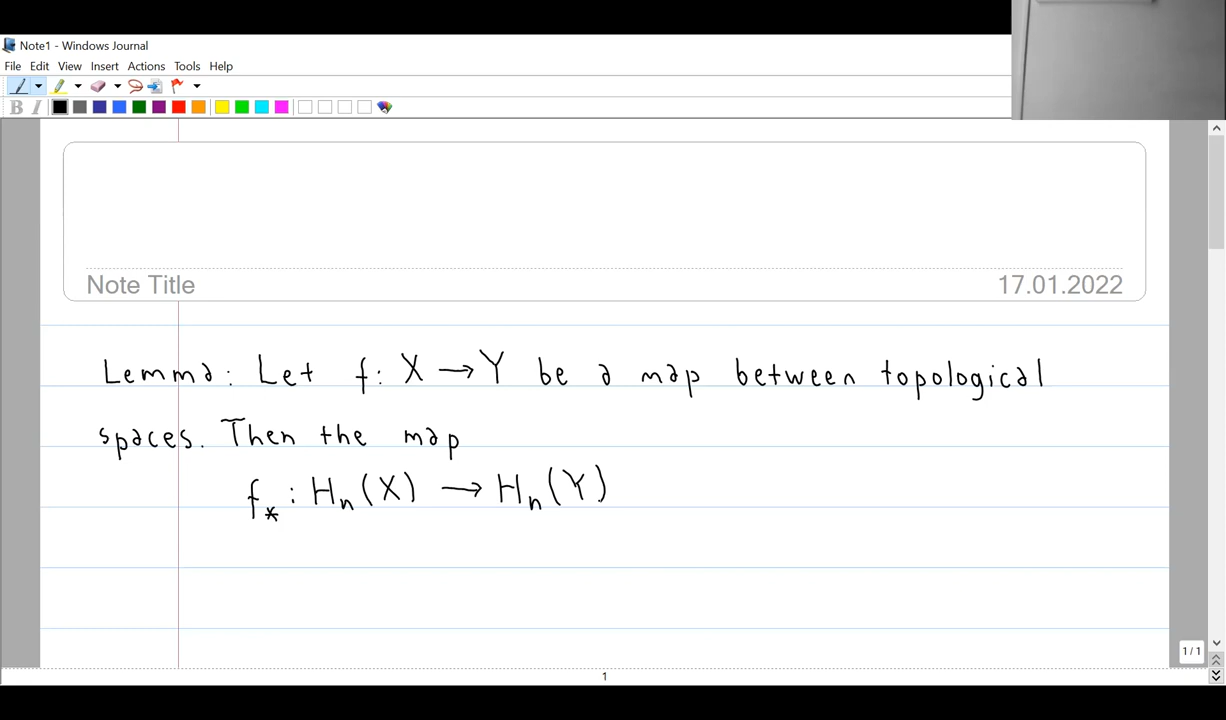 Note1 - Windows Journal
File Edit View Insert Actions Tools Help
B I
Note Title 17.01.2022
Lemma: Let f: X → Y be a map between topological
spaces. Then the map
f_* : H_n(X) → H_n(Y)
1/1
1